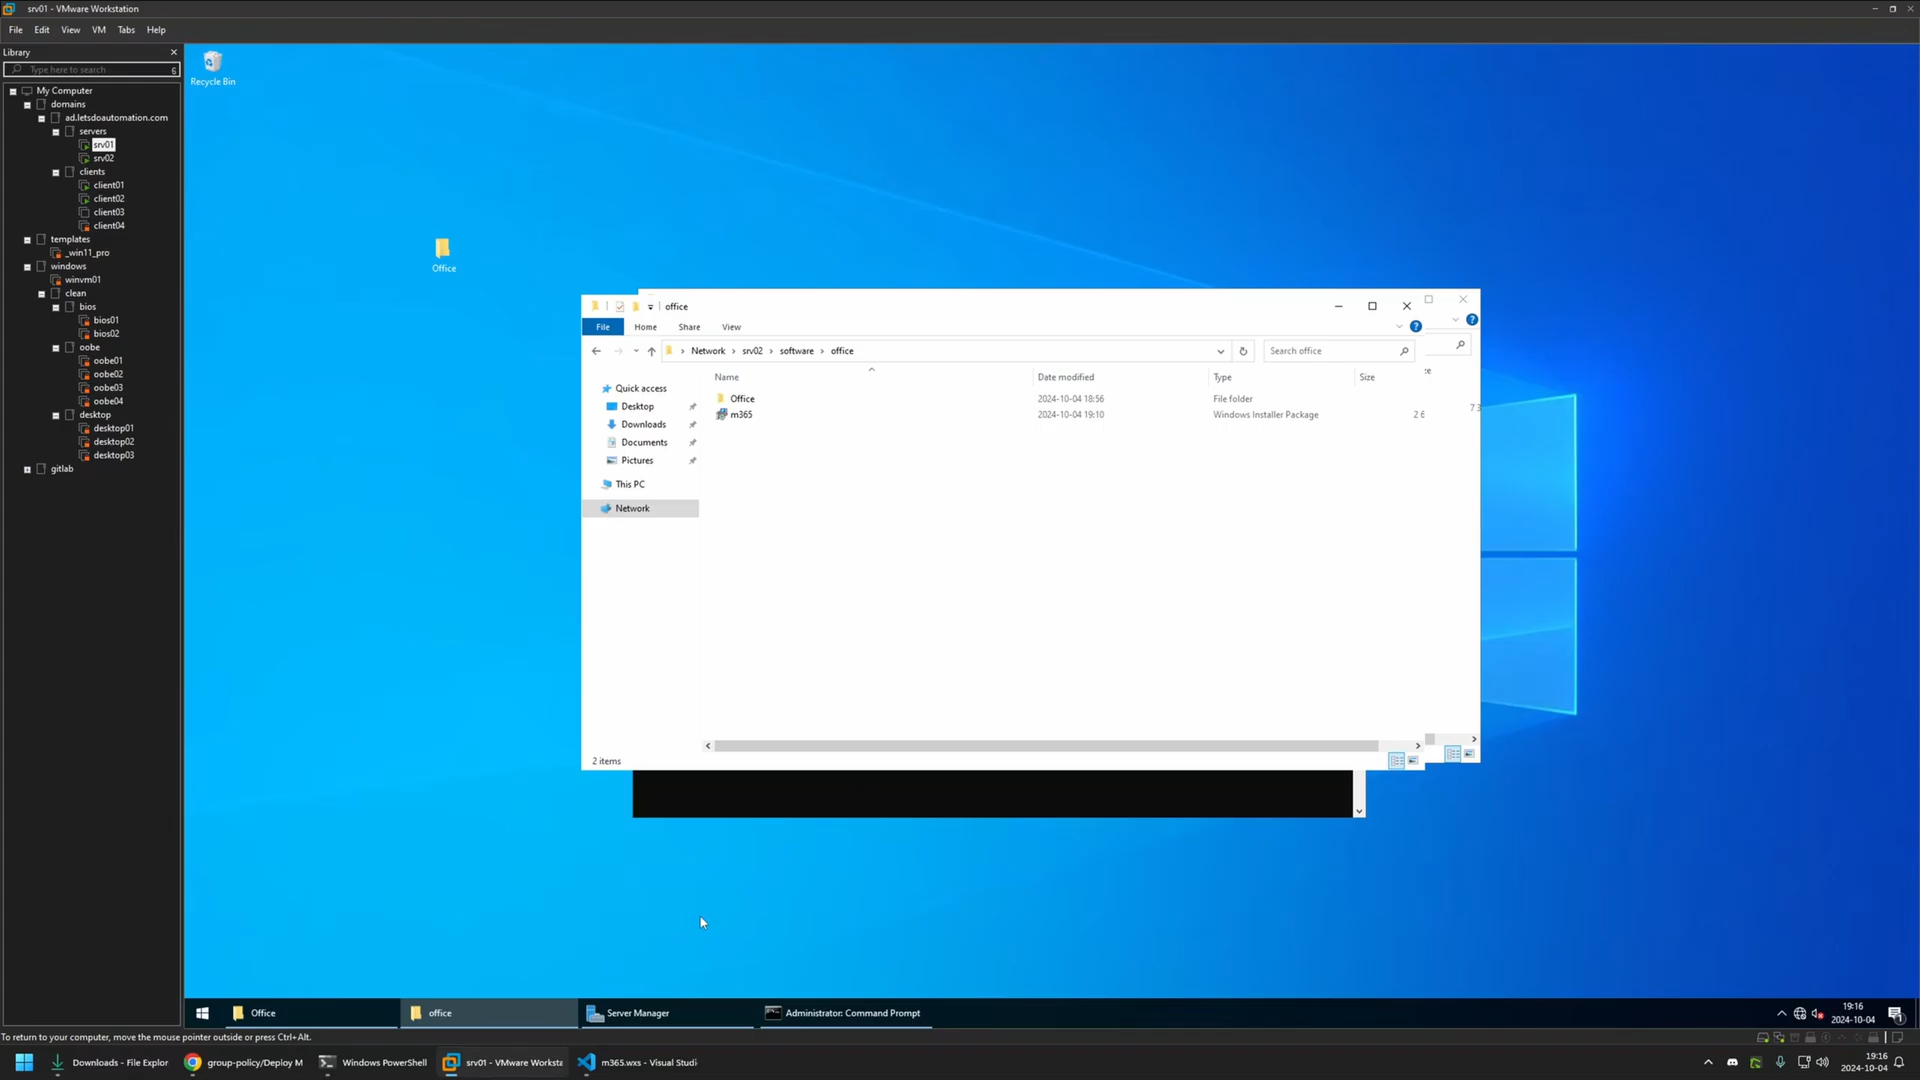 srv01 - VMware Workstation
File Edit View VM Tabs Help
Library
Type here to search
My Computer
domains
ad.letsdoautomation.com
servers
srv01
srv02
clients
client01
client02
client03
client04
templates
_win11_pro
windows
winvm01
clean
bios
bios01
bios02
oobe
oobe01
oobe02
oobe03
oobe04
desktop
desktop01
desktop02
desktop03
gitlab
Recycle Bin
Office
office
File Home Share View
Network srv02 software office
Search office
Name Date modified Type Size
Office 2024-10-04 18:56 File folder
m365 2024-10-04 19:10 Windows Installer Package 2 6
7 3
Quick access
Desktop
Downloads
Documents
Pictures
This PC
Network
2 items
Office office Server Manager Administrator: Command Prompt
19:16
2024-10-04
To return to your computer, move the mouse pointer outside or press Ctrl+Alt.
Downloads - File Explor group-policy/Deploy M Windows PowerShell srv01 - VMwareWorksta m365.wxs - Visual Studi
19:16
2024-10-04